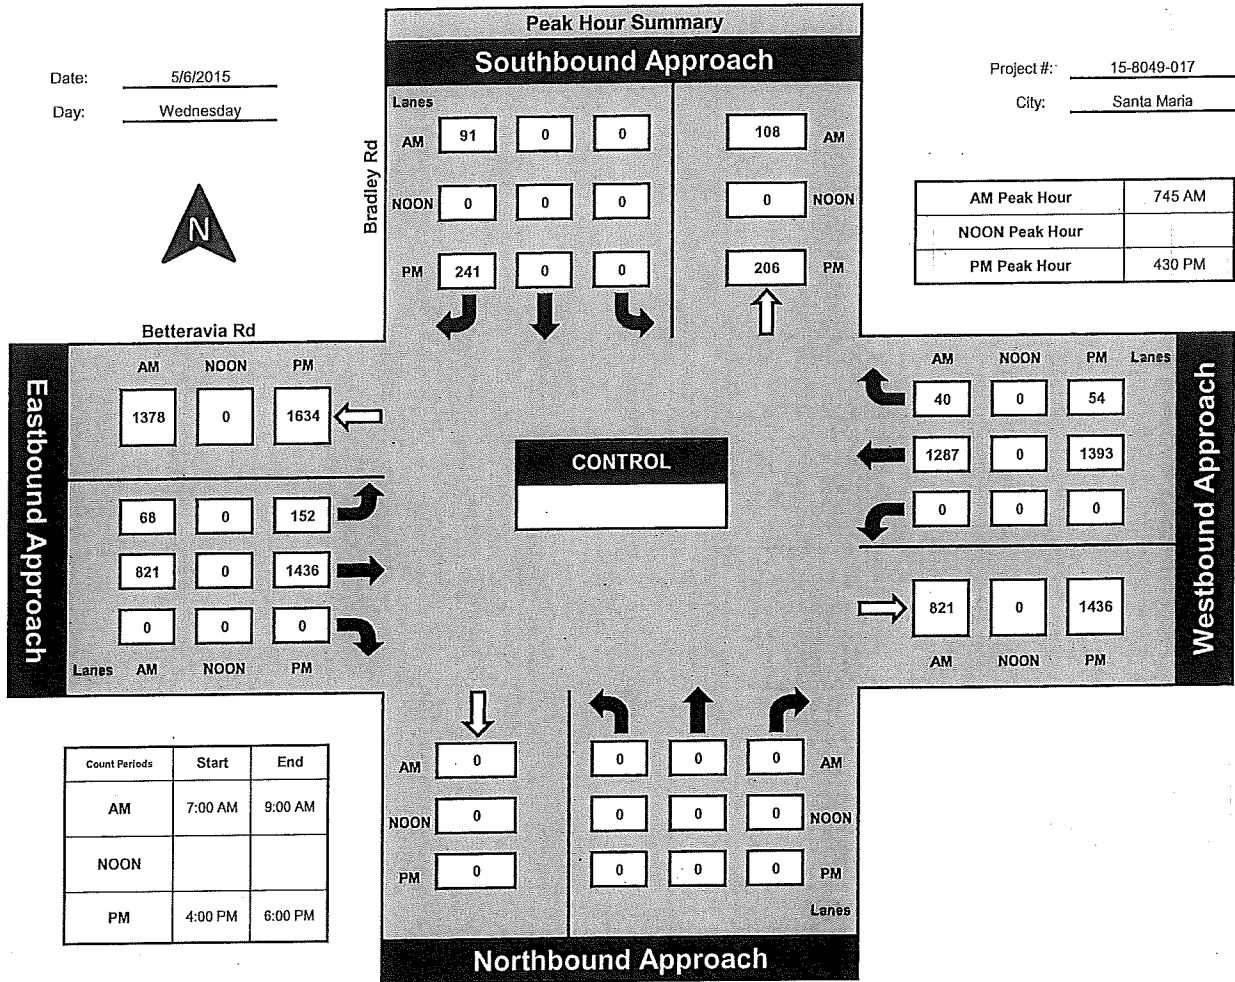 Peak Hour Summary
Southbound Approach
Date: 5/6/2015
Day: Wednesday
Project #: 15-8049-017
City: Santa Maria
N
Bradley Rd
Lanes
AM 91 0 0 108 AM
NOON 0 0 0 0 NOON
PM 241 0 0 206 PM
AM Peak Hour 745 AM
NOON Peak Hour
PM Peak Hour 430 PM
Betteravia Rd
Eastbound Approach
AM NOON PM
1378 0 1634
68 0 152
821 0 1436
0 0 0
Lanes AM NOON PM
CONTROL
Westbound Approach
AM NOON PM Lanes
40 0 54
1287 0 1393
0 0 0
821 0 1436
AM NOON PM
AM 0 0 0 0 AM
NOON 0 0 0 0 NOON
PM 0 0 0 0 PM
Lanes
Northbound Approach
Count Periods Start End
AM 7:00 AM 9:00 AM
NOON
PM 4:00 PM 6:00 PM